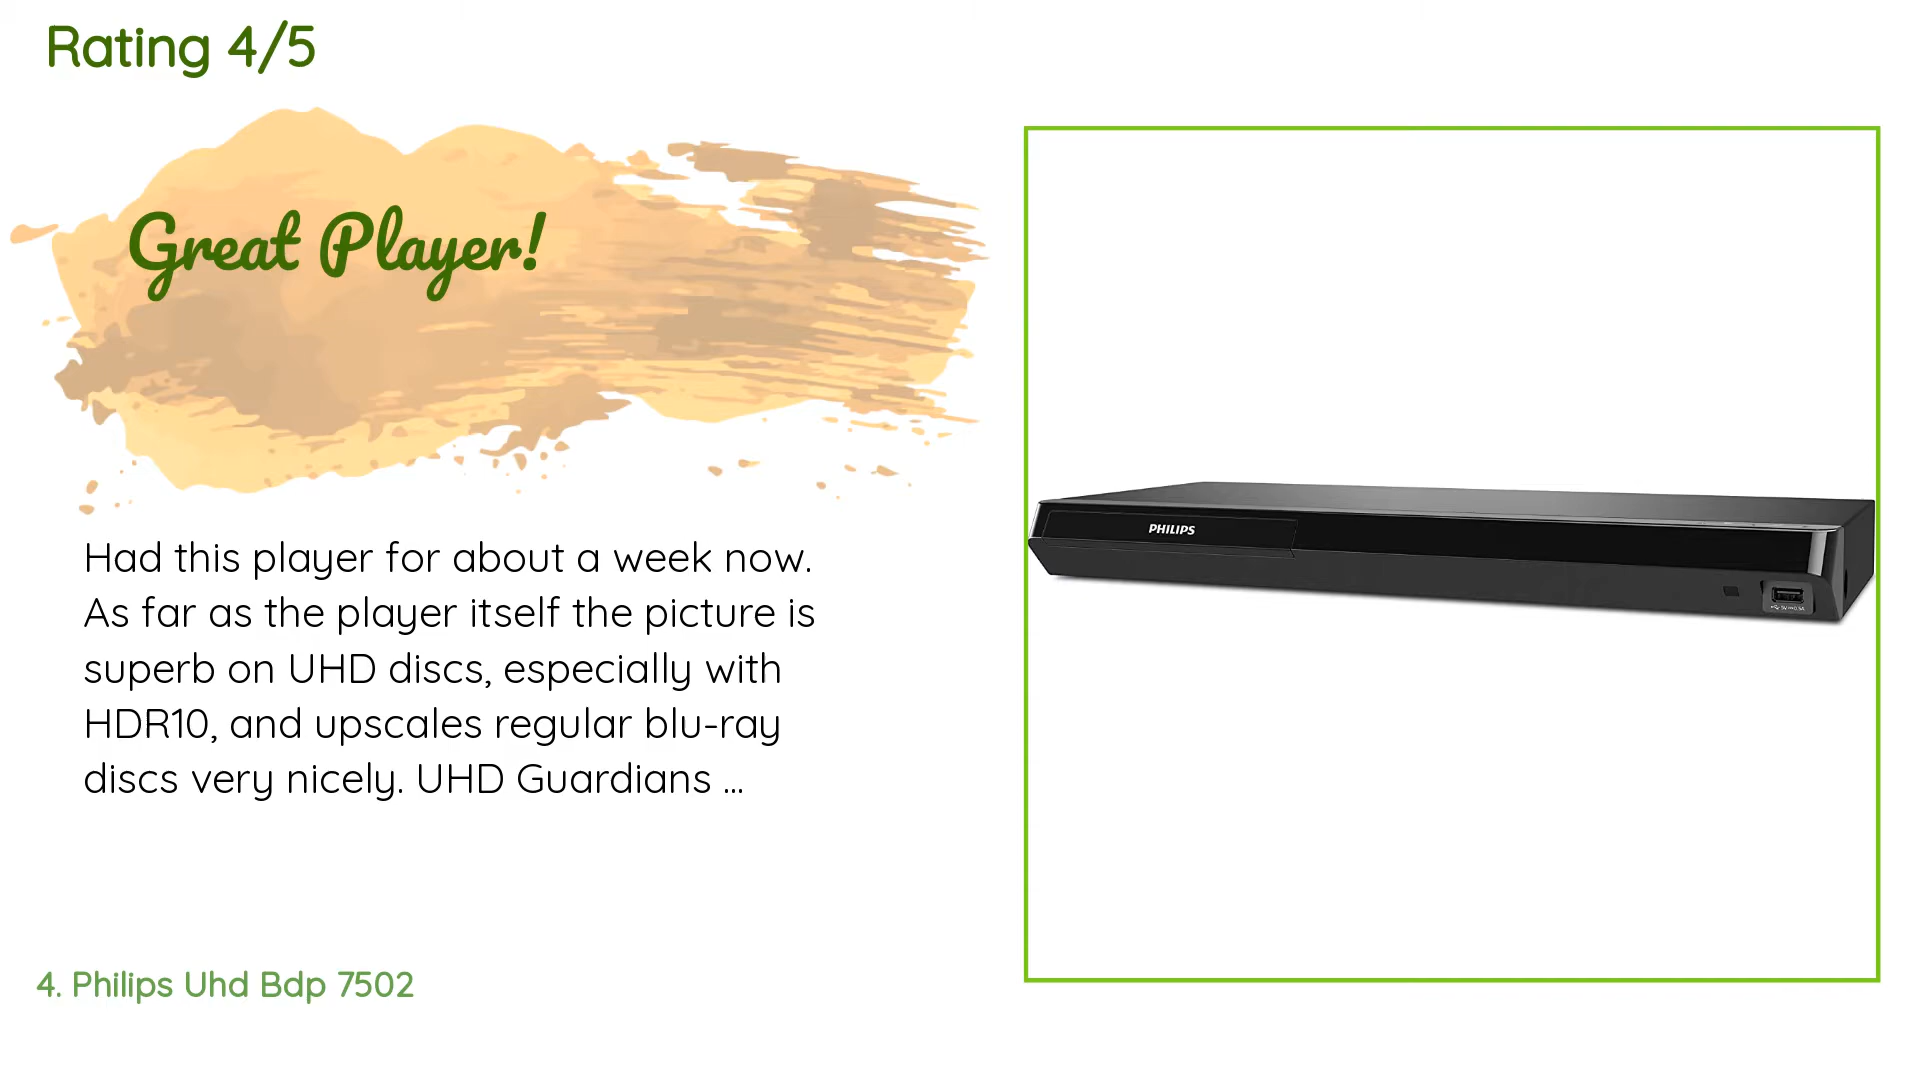 Rating 4/5
Great Player!
Had this player for about a week now.
As far as the player itself the picture is
superb on UHD discs, especially with
HDR10, and upscales regular blu-ray
discs very nicely. UHD Guardians ...
PHILIPS
4. Philips Uhd Bdp 7502